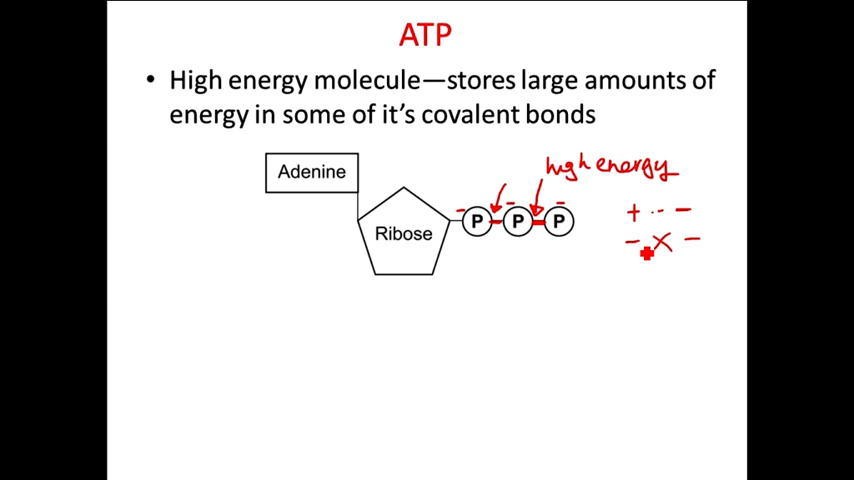 ATP
• High energy molecule—stores large amounts of
energy in some of it's covalent bonds
Adenine
high energy
Ribose
- - -
P P P
+ -- -
- X -